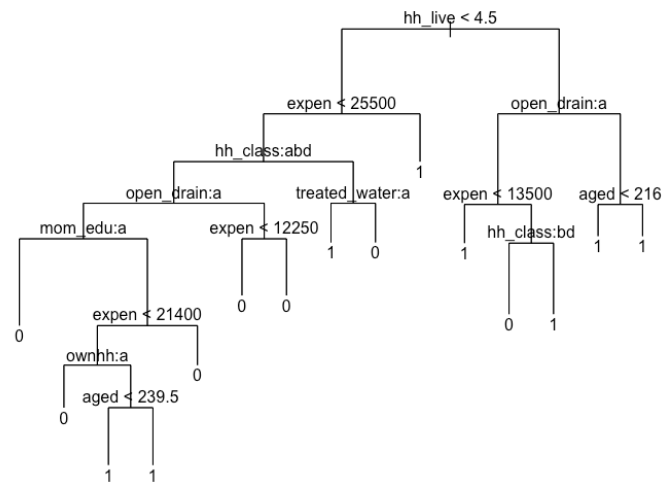 hh_live < 4.5
expen < 25500 open_drain:a
hh_class:abd 1
open_drain:a treated_water:a expen < 13500 aged < 216
mom_edu:a expen < 12250 1 0 1 hh_class:bd 1 1
0 0 0 0 1
expen < 21400
ownhh:a 0
0 aged < 239.5
1 1